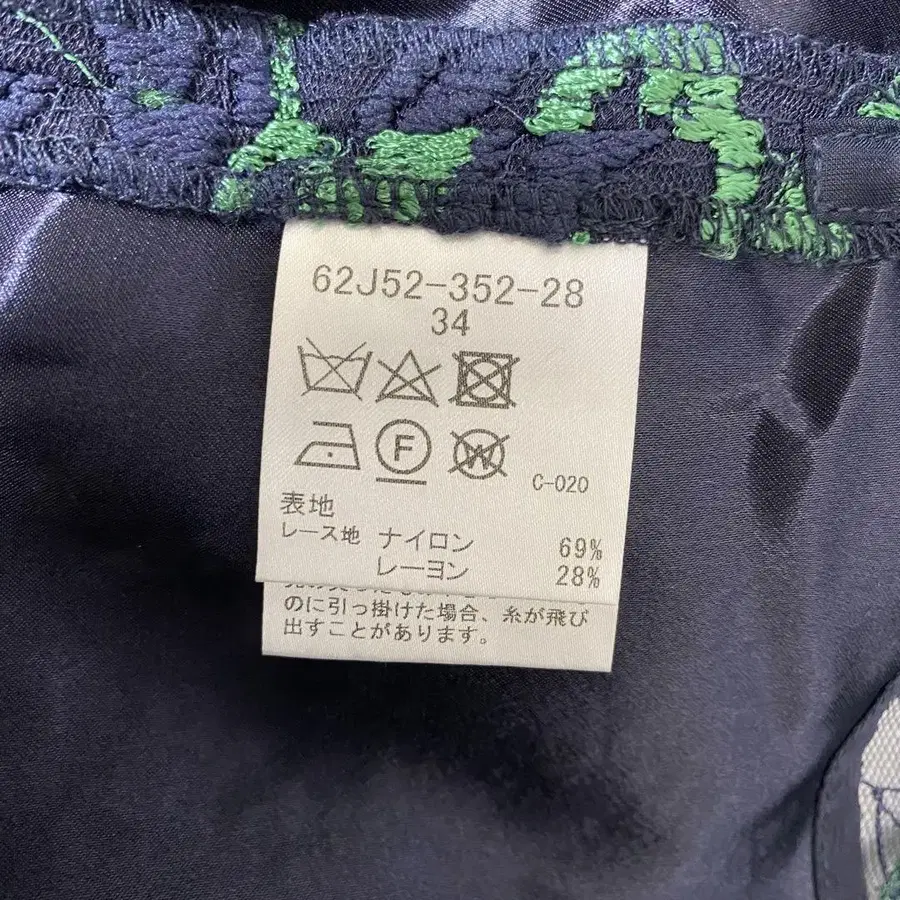 62J52-352-28
34
F
W
C-020
表地
レース地 ナイロン 69%
レーヨン 28%
のに引っ掛けた場合、糸が飛び
出すことがあります。